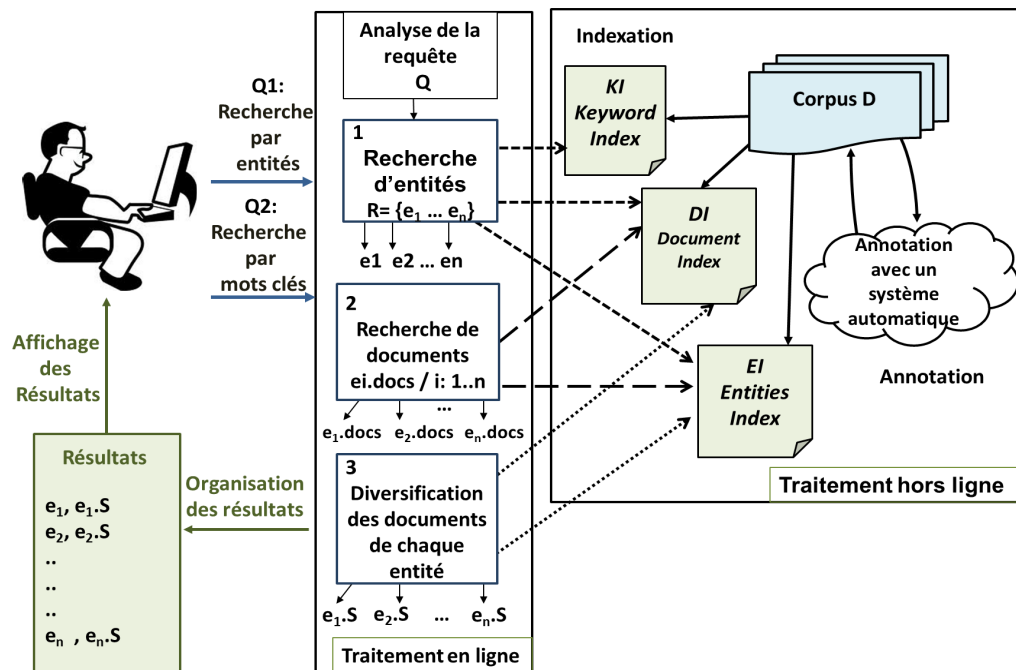 Q1:
Recherche
par
entités
Q2:
Recherche
par
mots clés
Affichage
des
Résultats
Résultats
e₁, e₁.S
e₂, e₂.S
..
..
..
eₙ , eₙ.S
Organisation
des résultats
Analyse de la
requête
Q
1
Recherche
d'entités
R= {e₁ ... eₙ}
e1 e2 ... en
2
Recherche de
documents
ei.docs / i: 1..n
...
e₁.docs e₂.docs eₙ.docs
3
Diversification
des documents
de chaque
entité
e₁.S e₂.S ... eₙ.S
Traitement en ligne
Indexation
KI
Keyword
Index
Corpus D
DI
Document
Index
Annotation
avec un
système
automatique
EI
Entities
Index
Annotation
Traitement hors ligne